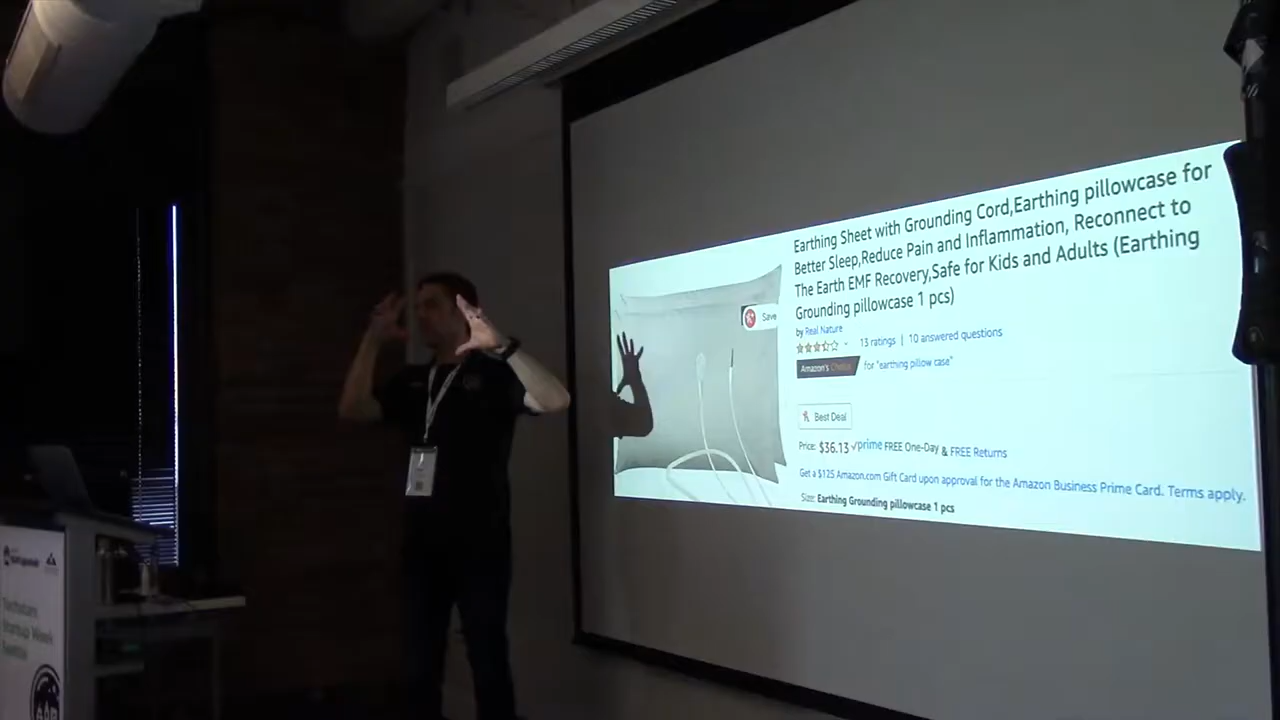 Earthing Sheet with Grounding Cord,Earthing pillowcase for
Better Sleep,Reduce Pain and Inflammation, Reconnect to
The Earth EMF Recovery,Safe for Kids and Adults (Earthing
Grounding pillowcase 1 pcs)
by Real Nature
13 ratings | 10 answered questions
Amazon's Choice for "earthing pillow case"
Save
Best Deal
Price: $36.13 prime FREE One-Day & FREE Returns
Get a $125 Amazon.com Gift Card upon approval for the Amazon Business Prime Card. Terms apply.
Size: Earthing Grounding pillowcase 1 pcs
Techstars
Startup Week
Seattle